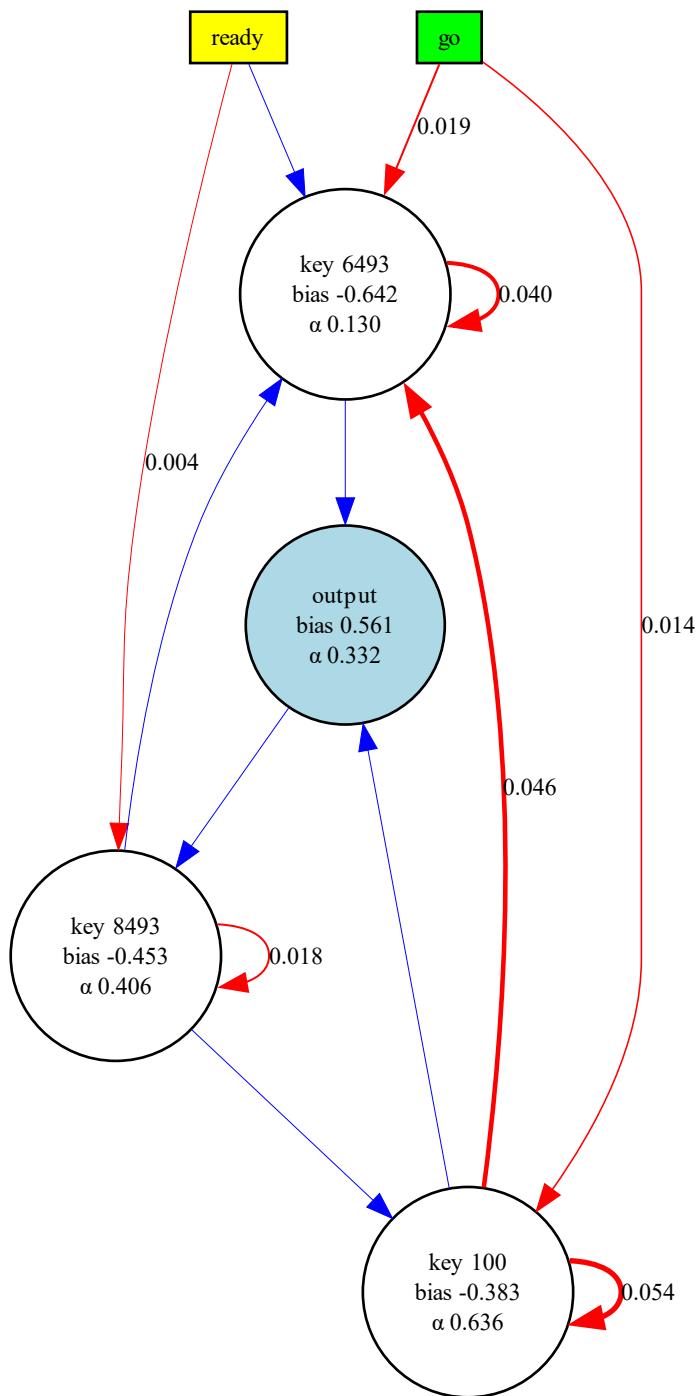 ready
go
0.019
key 6493
bias -0.642
α 0.130
0.040
0.004
output
bias 0.561
α 0.332
0.014
0.046
key 8493
bias -0.453
α 0.406
0.018
key 100
bias -0.383
α 0.636
0.054